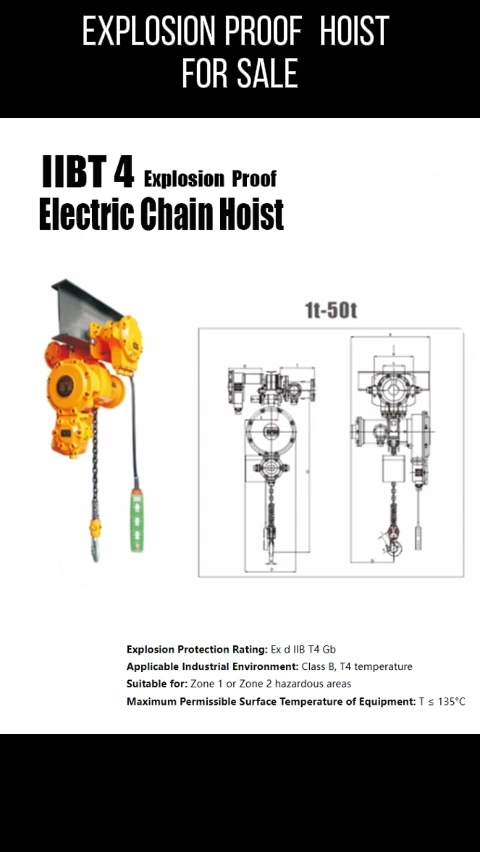 EXPLOSION PROOF HOIST
FOR SALE
IIBT 4 Explosion Proof
Electric Chain Hoist
1t-50t
Explosion Protection Rating: Ex d IIB T4 Gb
Applicable Industrial Environment: Class B, T4 temperature
Suitable for: Zone 1 or Zone 2 hazardous areas
Maximum Permissible Surface Temperature of Equipment: T ≤ 135°C